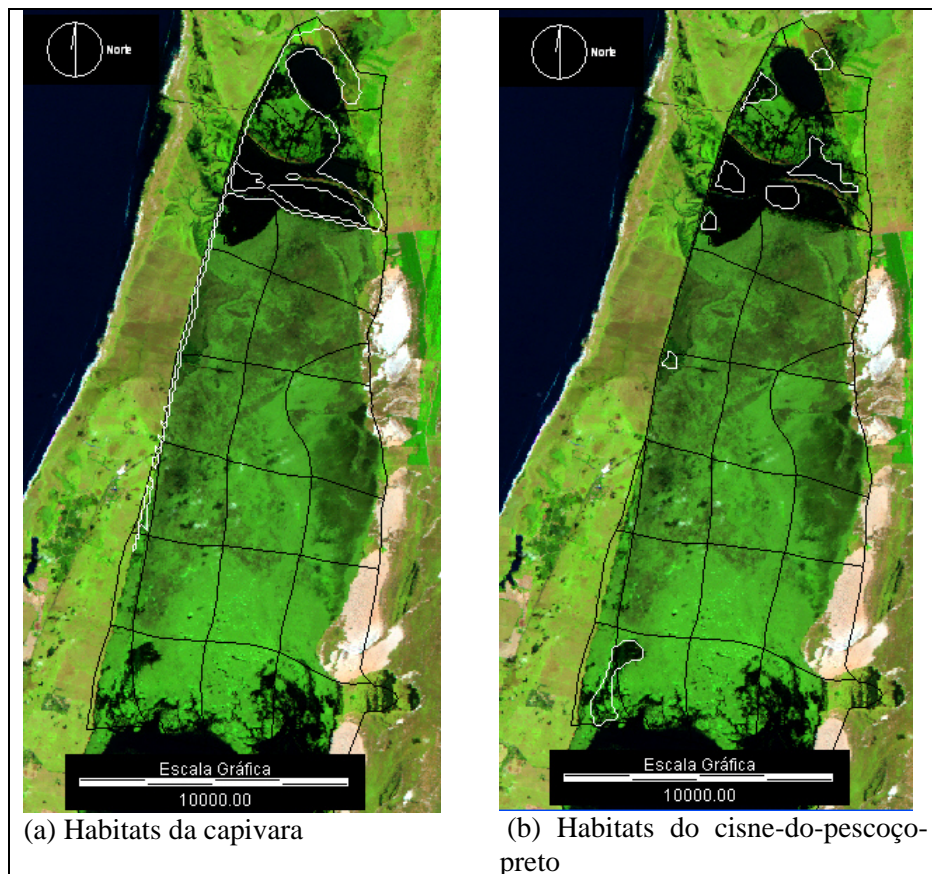 Norte
Norte
Escala Gráfica
10000.00
Escala Gráfica
10000.00
(a) Habitats da capivara
(b) Habitats do cisne-do-pescoço-
preto